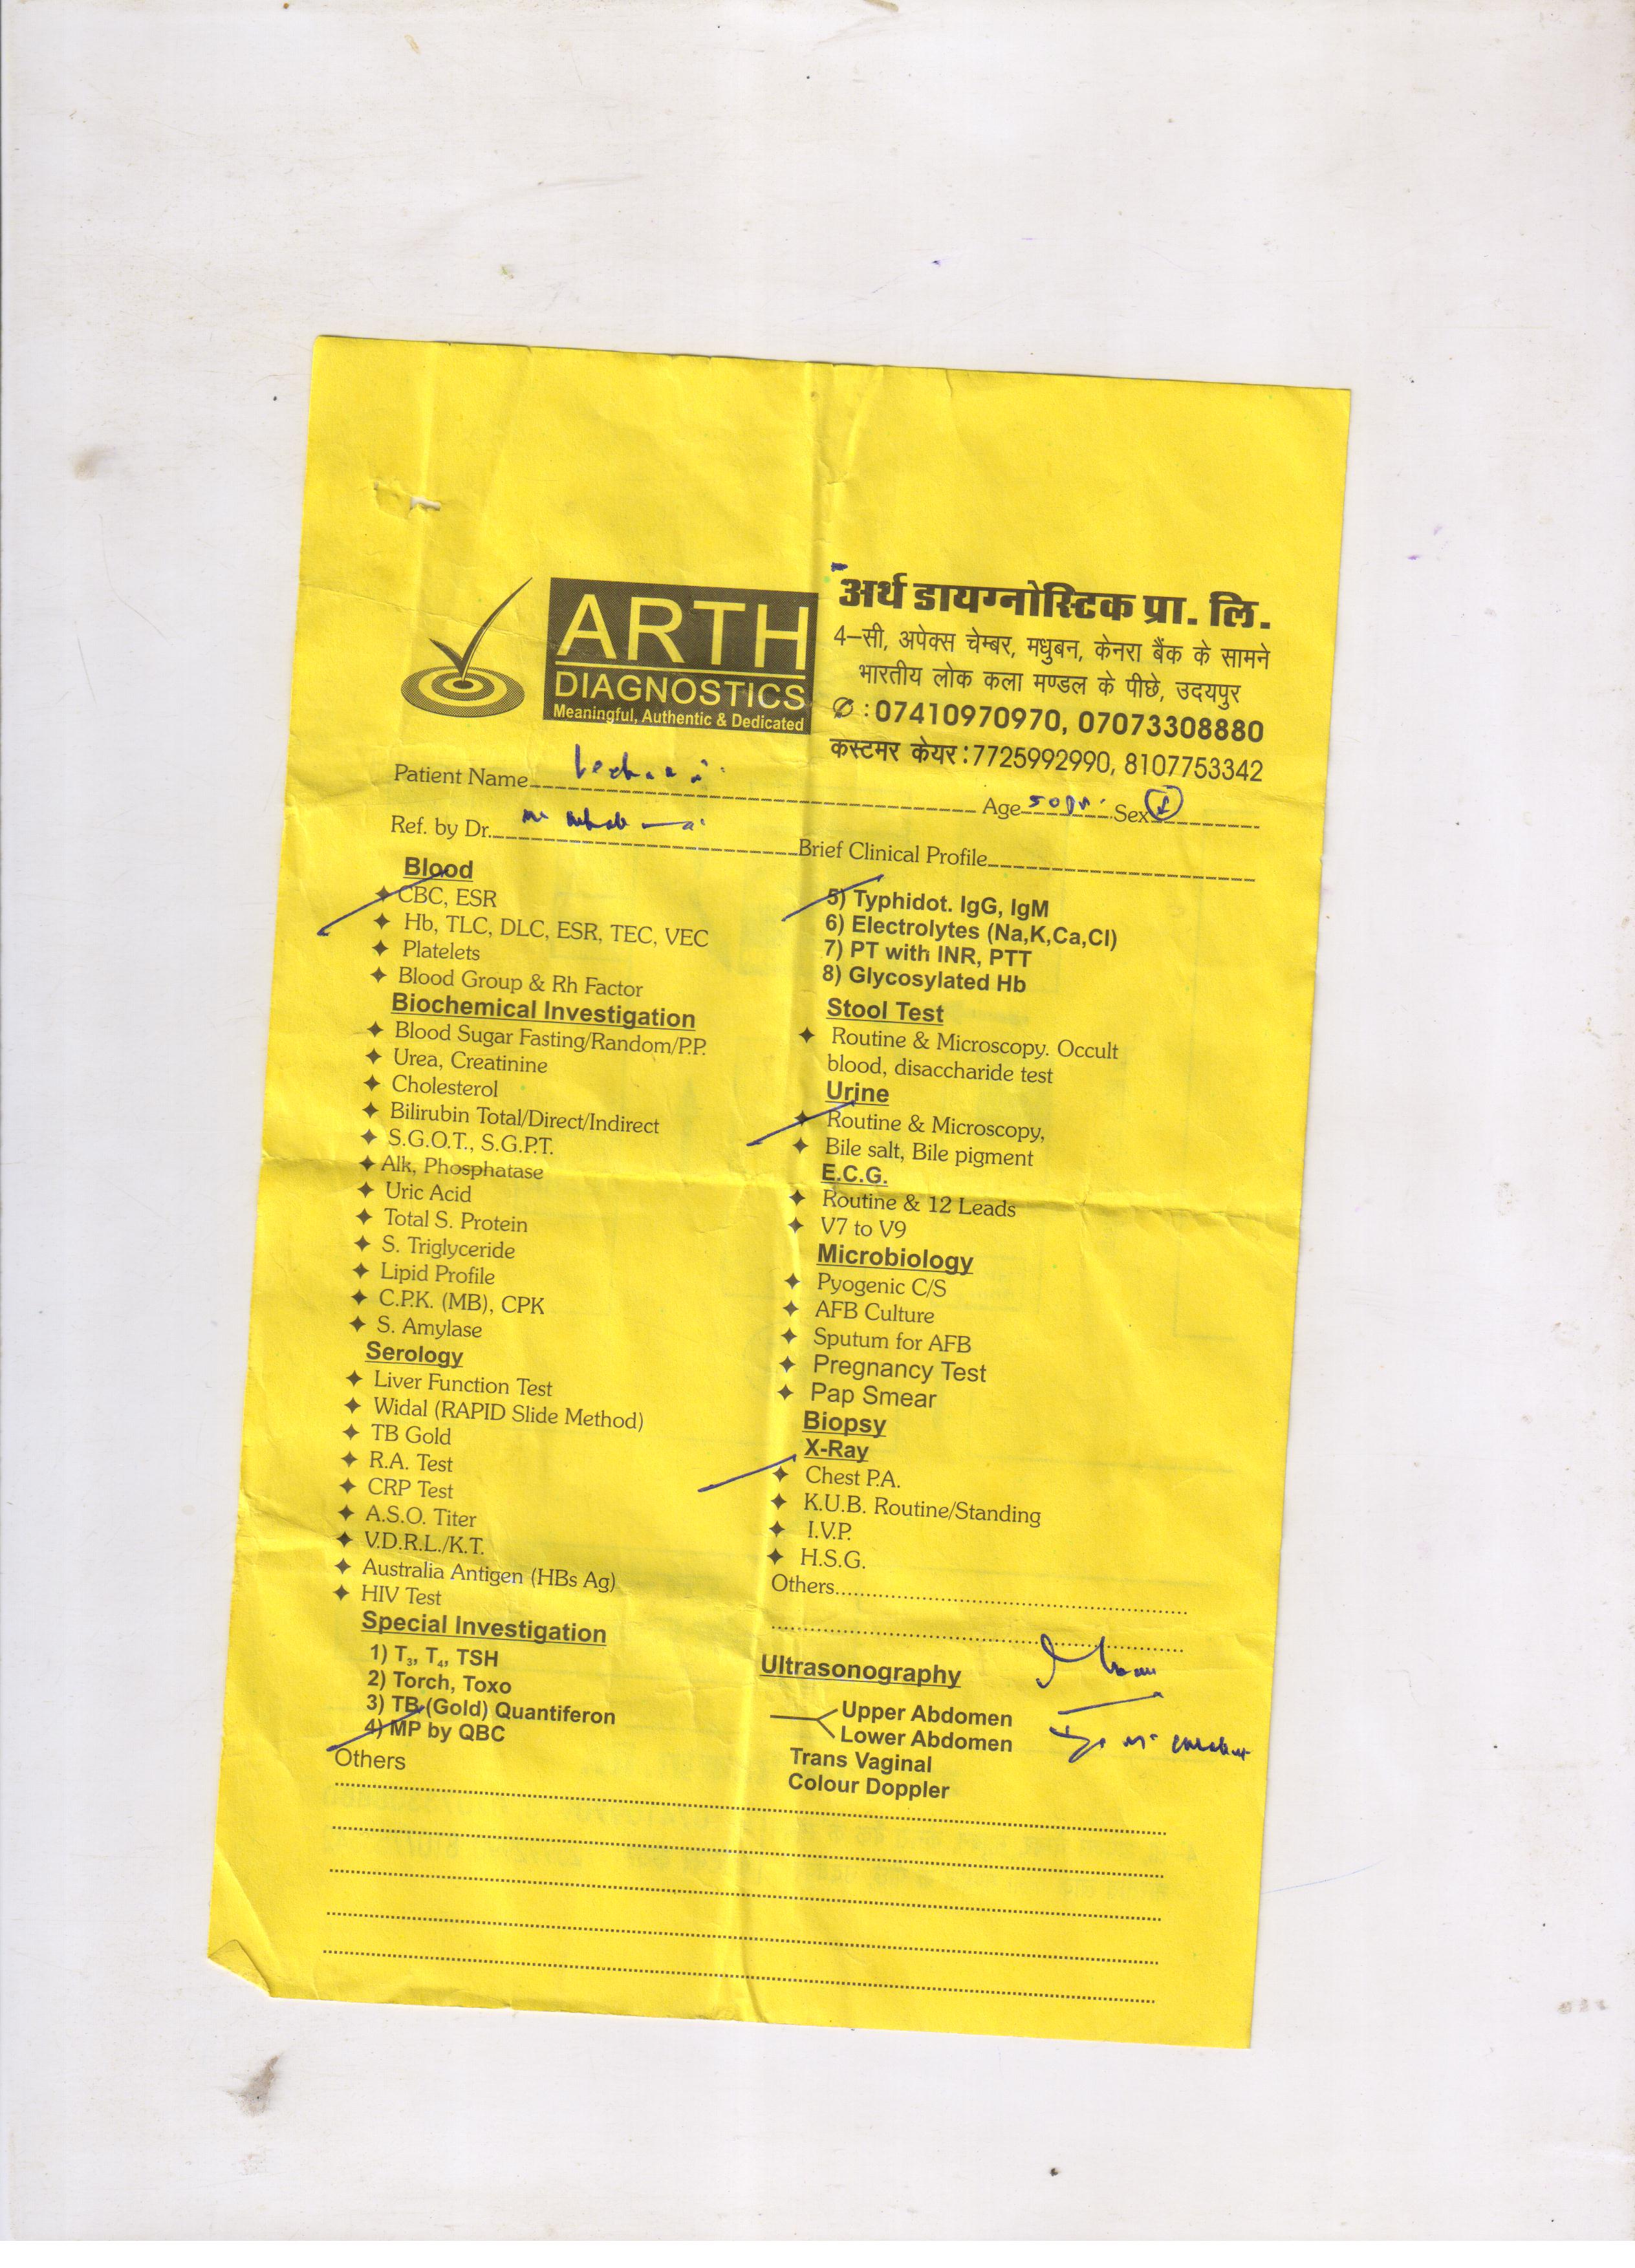 ARTH
DIAGNOSTICS
Meaningful, Authentic & Dedicated
अर्थ डायग्नोस्टिक प्रा. लि.
4–सी, अपेक्स चेम्बर, मधुबन, केनरा बैंक के सामने
भारतीय लोक कला मण्डल के पीछे, उदयपुर
✆ : 07410970970, 07073308880
कस्टमर केयर : 7725992990, 8107753342
Patient Name
Age 50 Sex
Ref. by Dr.
Brief Clinical Profile
Blood
CBC, ESR
Hb, TLC, DLC, ESR, TEC, VEC
Platelets
Blood Group & Rh Factor
Biochemical Investigation
Blood Sugar Fasting/Random/P.P.
Urea, Creatinine
Cholesterol
Bilirubin Total/Direct/Indirect
S.G.O.T., S.G.P.T.
Alk, Phosphatase
Uric Acid
Total S. Protein
S. Triglyceride
Lipid Profile
C.P.K. (MB), CPK
S. Amylase
Serology
Liver Function Test
Widal (RAPID Slide Method)
TB Gold
R.A. Test
CRP Test
A.S.O. Titer
V.D.R.L./K.T.
Australia Antigen (HBs Ag)
HIV Test
Special Investigation
1) T3, T4, TSH
2) Torch, Toxo
3) TB (Gold) Quantiferon
4) MP by QBC
Others
5) Typhidot. IgG, IgM
6) Electrolytes (Na,K,Ca,Cl)
7) PT with INR, PTT
8) Glycosylated Hb
Stool Test
Routine & Microscopy. Occult
blood, disaccharide test
Urine
Routine & Microscopy,
Bile salt, Bile pigment
E.C.G.
Routine & 12 Leads
V7 to V9
Microbiology
Pyogenic C/S
AFB Culture
Sputum for AFB
Pregnancy Test
Pap Smear
Biopsy
X-Ray
Chest P.A.
K.U.B. Routine/Standing
I.V.P.
H.S.G.
Others
Ultrasonography
Upper Abdomen
Lower Abdomen
Trans Vaginal
Colour Doppler